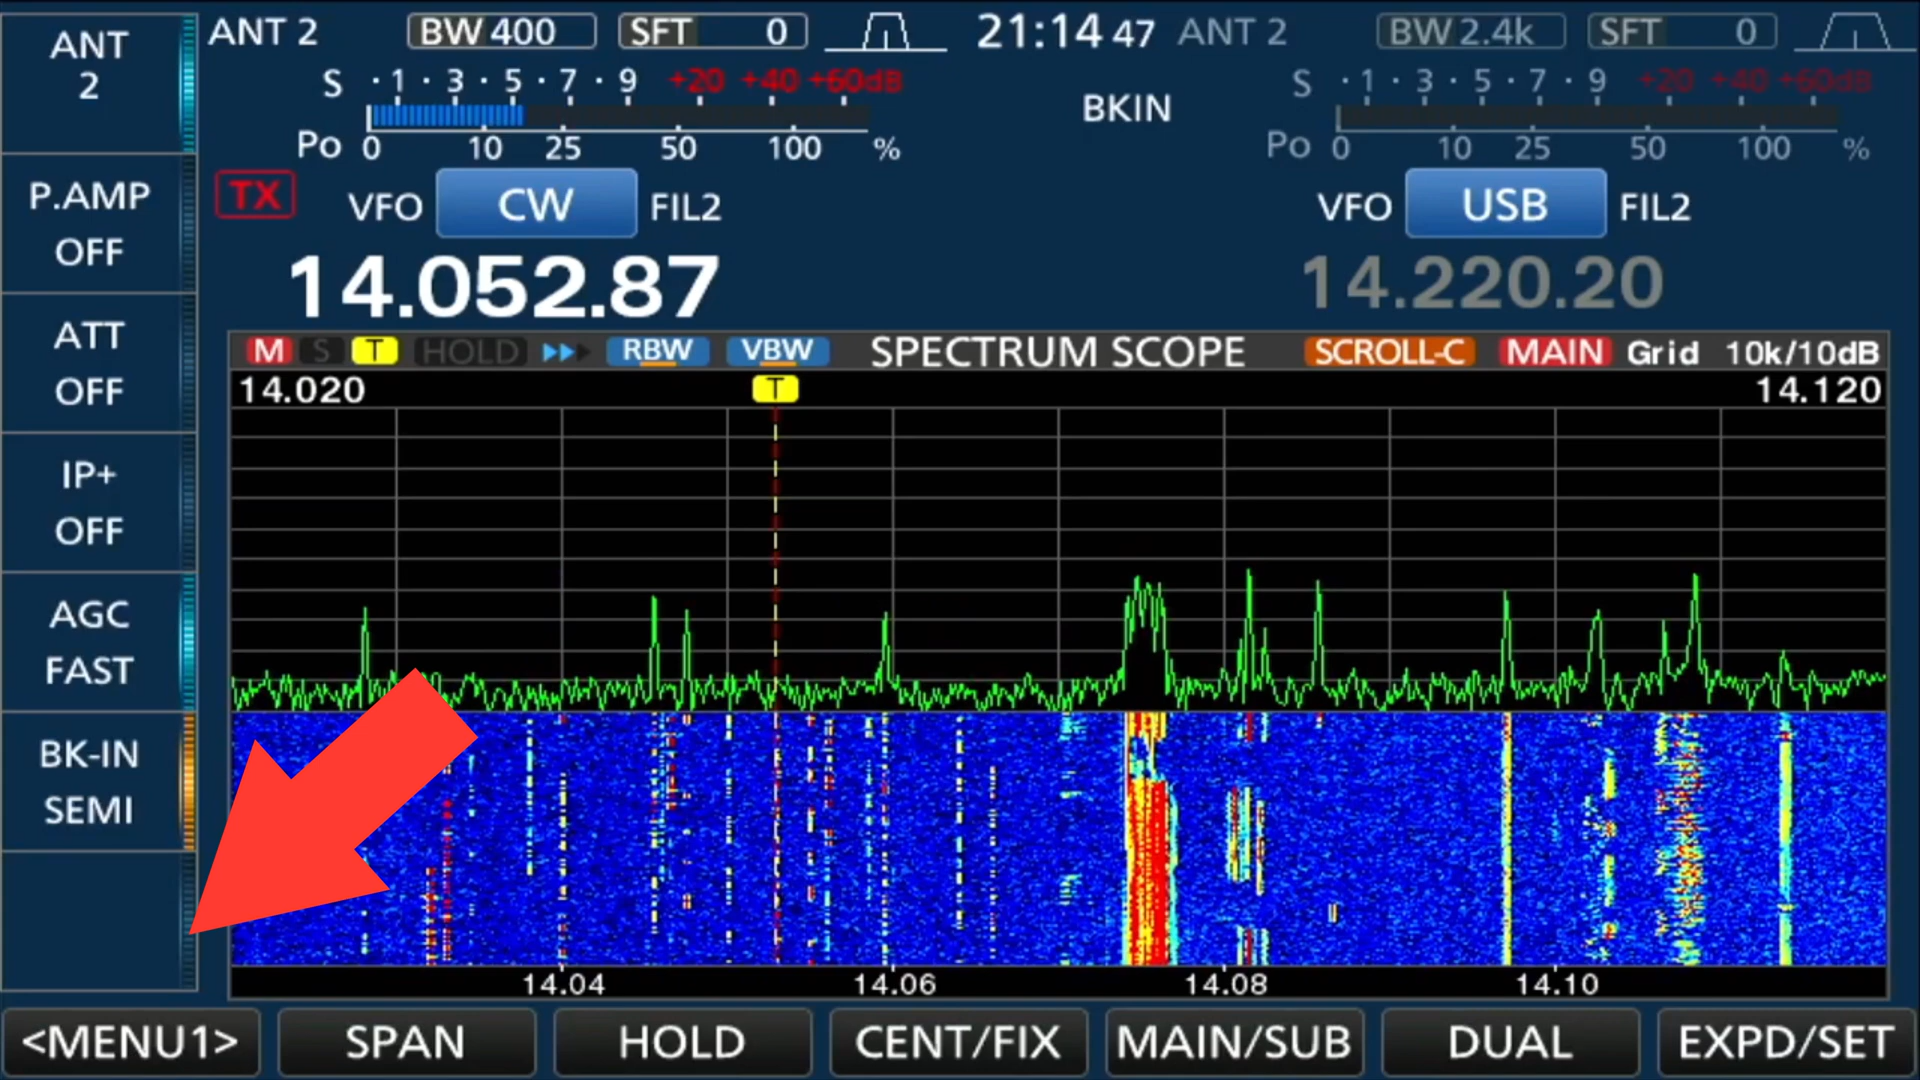 ANT 2
BW 400
SFT 0
21:14 47
ANT 2
BW 2.4k
SFT 0
S · 1 · 3 · 5 · 7 · 9 +20 +40 +60dB
Po 0 10 25 50 100 %
BKIN
S · 1 · 3 · 5 · 7 · 9 +20 +40 +60dB
Po 0 10 25 50 100 %
TX VFO CW FIL2
VFO USB FIL2
14.052.87
14.220.20
M S T HOLD RBW VBW SPECTRUM SCOPE SCROLL-C MAIN Grid 10k/10dB
14.020 T 14.120
14.04 14.06 14.08 14.10
ANT
2
P.AMP
OFF
ATT
OFF
IP+
OFF
AGC
FAST
BK-IN
SEMI
<MENU1> SPAN HOLD CENT/FIX MAIN/SUB DUAL EXPD/SET